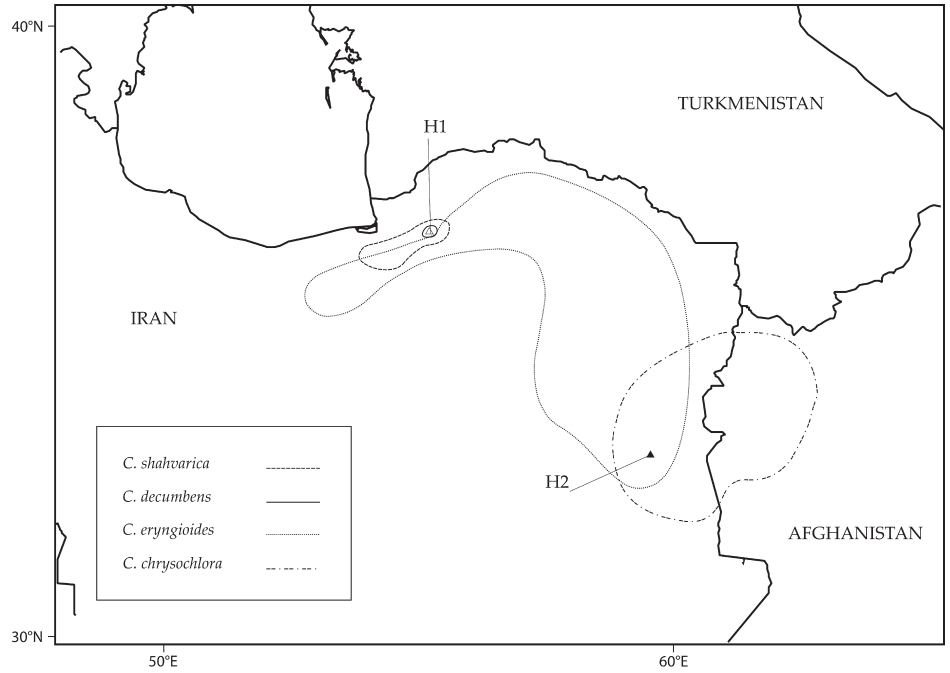 40°N
TURKMENISTAN
H1
IRAN
C. shahvarica
C. decumbens
C. eryngioides
C. chrysochlora
H2
AFGHANISTAN
30°N
50°E
60°E